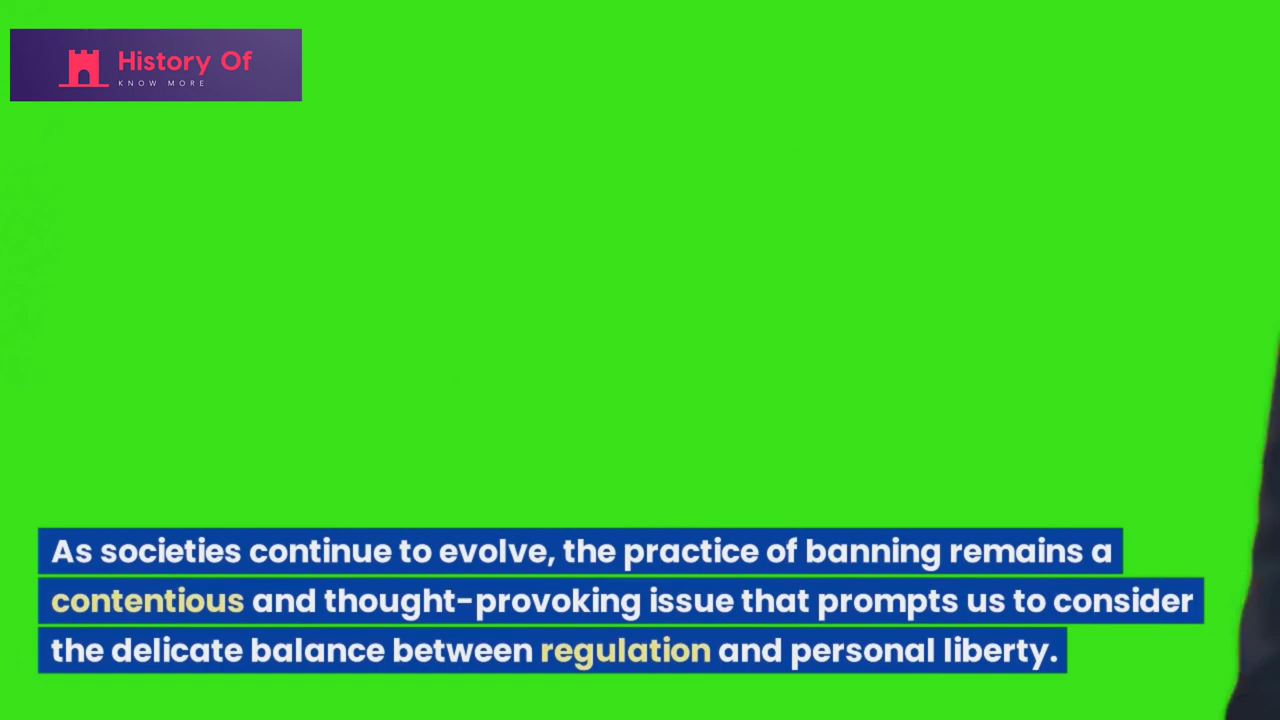 History Of
KNOW MORE
As societies continue to evolve, the practice of banning remains a
contentious and thought-provoking issue that prompts us to consider
the delicate balance between regulation and personal liberty.